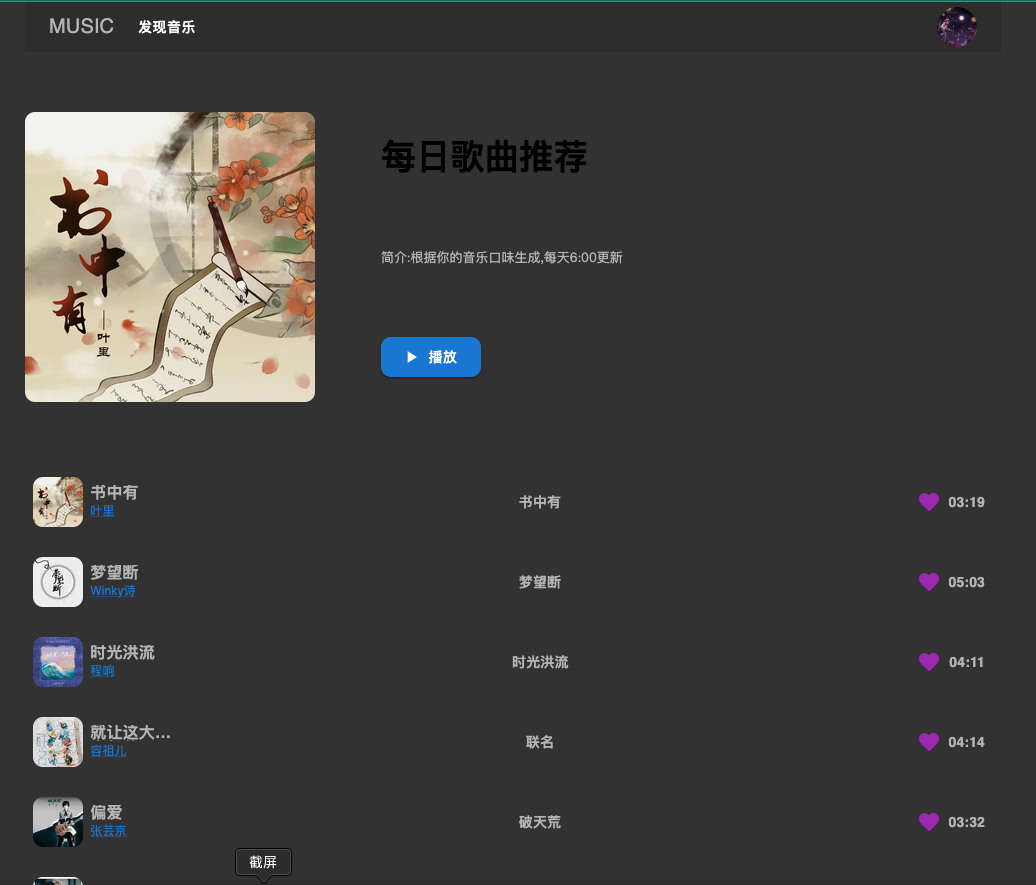 MUSIC 发现音乐
每日歌曲推荐
书中有
叶里
简介:根据你的音乐口味生成,每天6:00更新
播放
书中有 书中有 03:19
叶里
梦望断 梦望断 05:03
Winky诗
时光洪流 时光洪流 04:11
程响
就让这大... 联名 04:14
容祖儿
偏爱 破天荒 03:32
张芸京
截屏